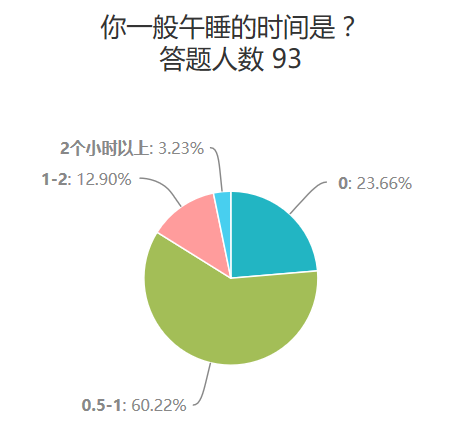 你一般午睡的时间是？
答题人数 93
2个小时以上: 3.23%
1-2: 12.90%
0: 23.66%
0.5-1: 60.22%